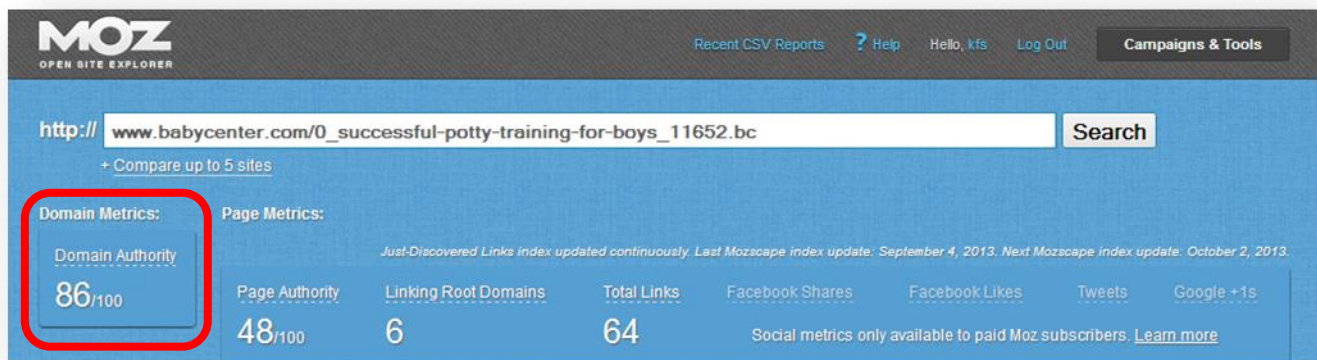 MOZ
OPEN SITE EXPLORER
Recent CSV Reports ? Help Hello, kfs Log Out Campaigns & Tools
http:// www.babycenter.com/0_successful-potty-training-for-boys_11652.bc Search
+ Compare up to 5 sites
Domain Metrics: Page Metrics:
Just-Discovered Links index updated continuously. Last Mozscape index update: September 4, 2013. Next Mozscape index update: October 2, 2013.
Domain Authority
86/100
Page Authority Linking Root Domains Total Links Facebook Shares Facebook Likes Tweets Google +1s
48/100 6 64 Social metrics only available to paid Moz subscribers. Learn more